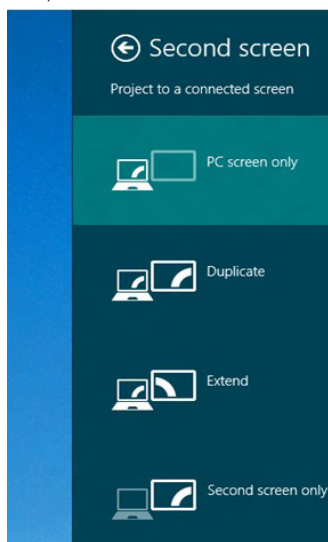 Second screen
Project to a connected screen
PC screen only
Duplicate
Extend
Second screen only